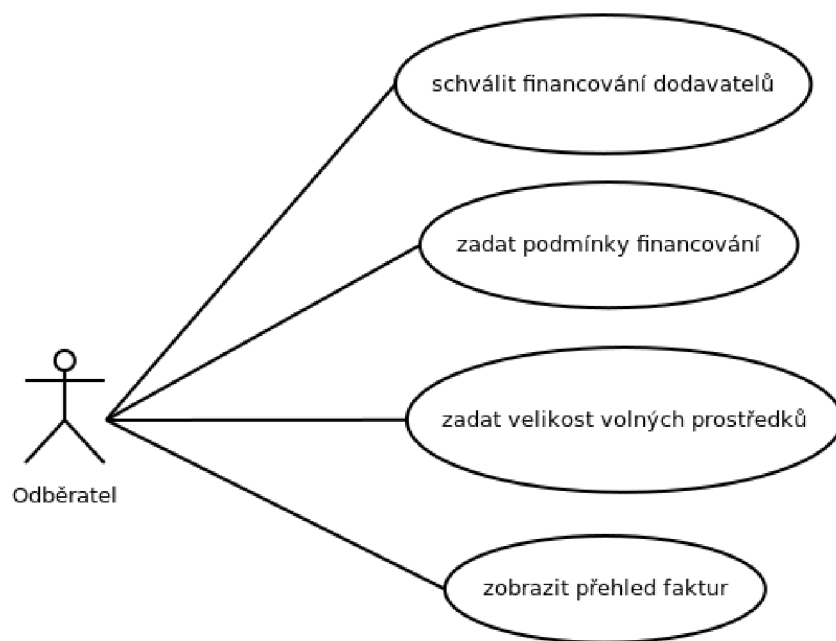 schválit financování dodavatelů
zadat podmínky financování
zadat velikost volných prostředků
Odběratel
zobrazit přehled faktur